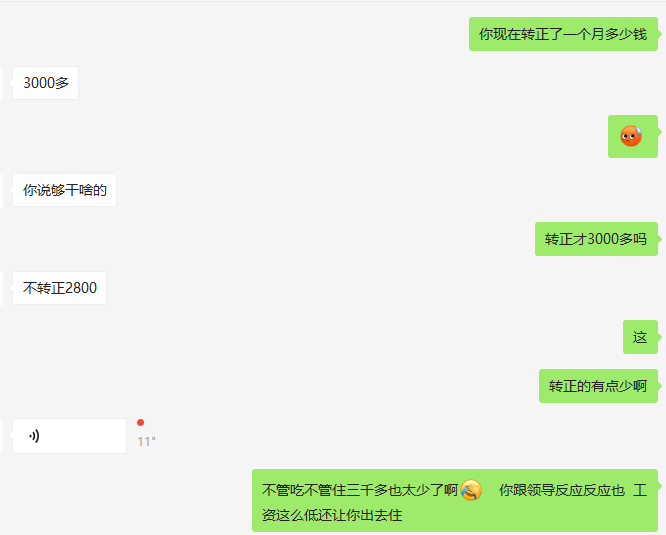 你现在转正了一个月多少钱
3000多
你说够干啥的
转正才3000多吗
不转正2800
这
转正的有点少啊
11"
不管吃不管住三千多也太少了啊 你跟领导反应反应也 工
资这么低还让你出去住